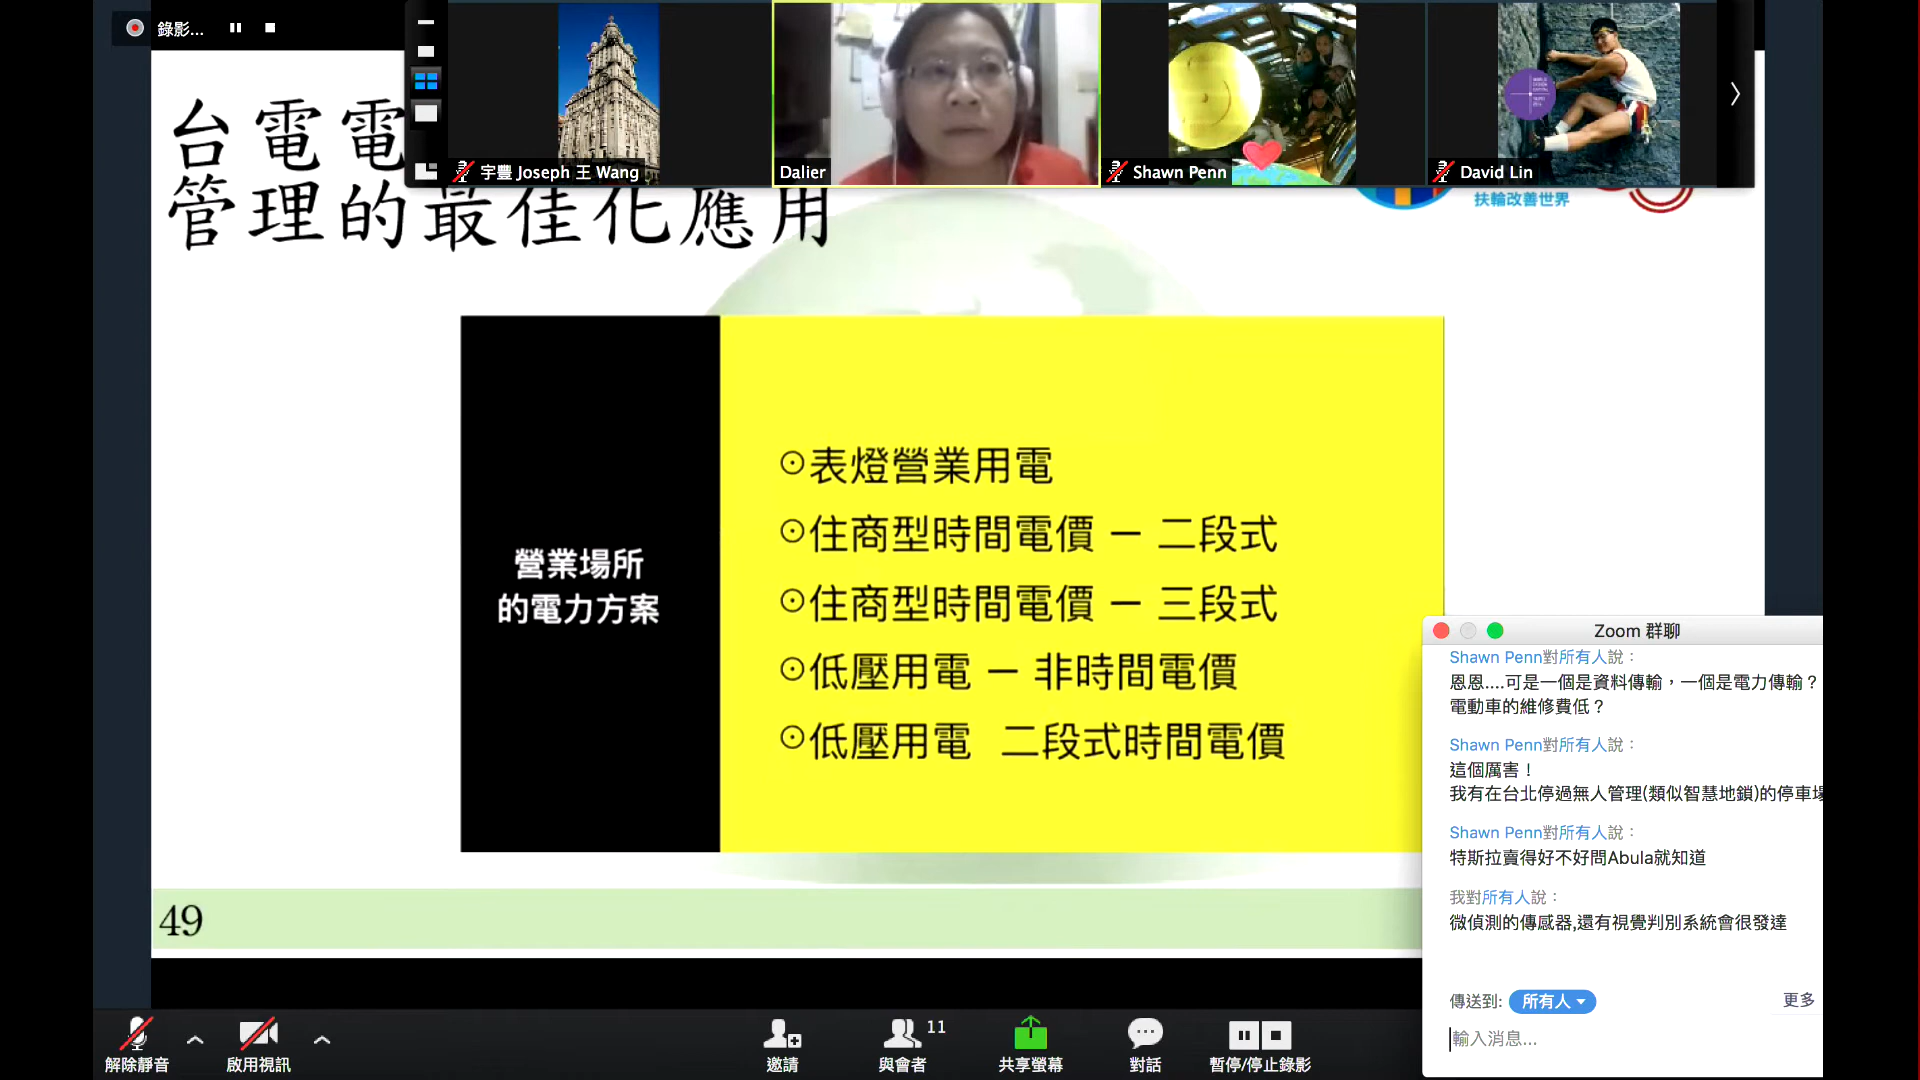 錄影...
宇豐 Joseph 王 Wang
Dalier
Shawn Penn
David Lin
台電電
管理的最佳化應用
扶輪改善世界
營業場所
的電力方案
⊙表燈營業用電
⊙住商型時間電價 — 二段式
⊙住商型時間電價 — 三段式
⊙低壓用電 — 非時間電價
⊙低壓用電 二段式時間電價
49
Zoom 群聊
Shawn Penn對所有人說：
恩恩....可是一個是資料傳輸，一個是電力傳輸？
電動車的維修費低？
Shawn Penn對所有人說：
這個厲害！
我有在台北停過無人管理(類似智慧地鎖)的停車場
Shawn Penn對所有人說：
特斯拉賣得好不好問Abula就知道
我對所有人說：
微偵測的傳感器,還有視覺判別系統會很發達
傳送到: 所有人
更多
輸入消息...
解除靜音
啟用視訊
邀請
與會者
11
共享螢幕
對話
暫停/停止錄影